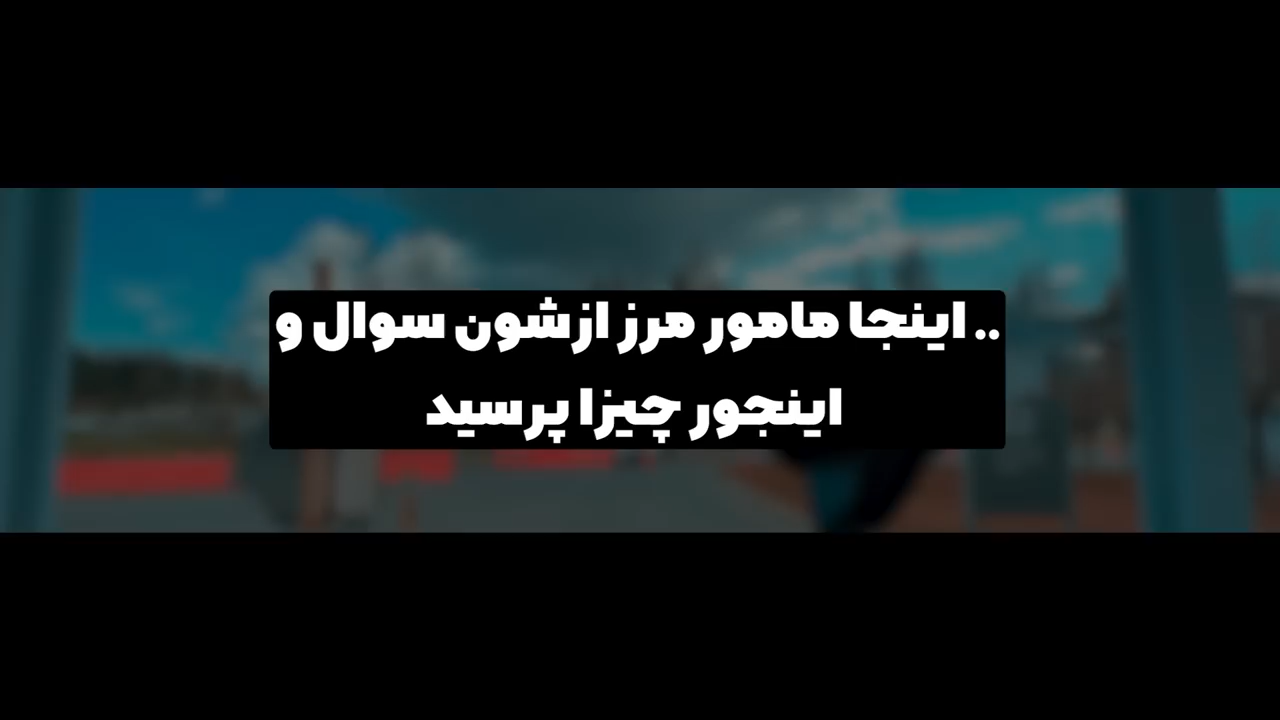 .. اینجا مامور مرز ازشون سوال و
اینجور چیزا پرسید